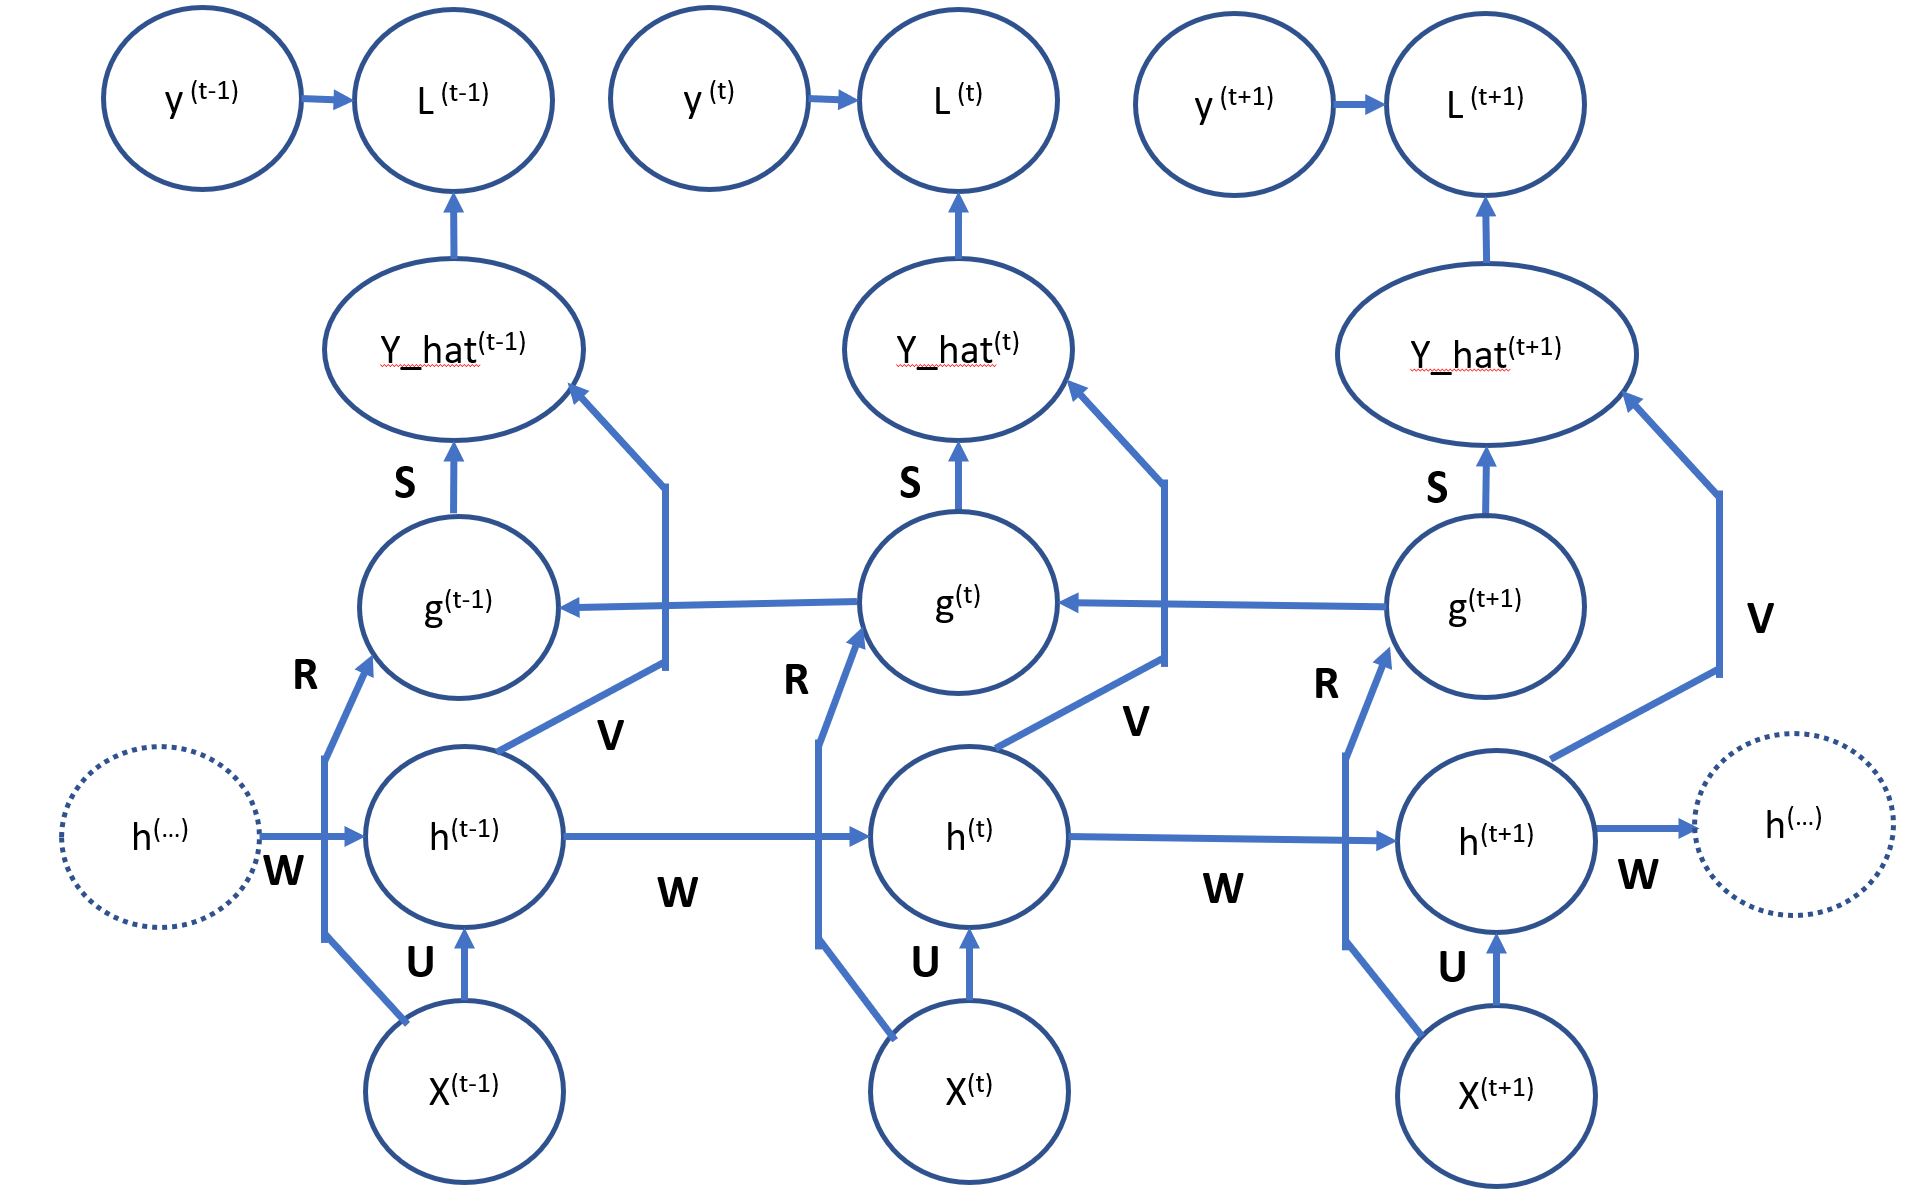 y (t-1)
L (t-1)
y (t)
L (t)
y (t+1)
L (t+1)
Y_hat(t-1)
Y_hat(t)
Y_hat(t+1)
S
S
S
g(t-1)
g(t)
g(t+1)
R
R
R
V
V
V
h(...)
h(t-1)
h(t)
h(t+1)
h(...)
W
W
W
W
U
U
U
X(t-1)
X(t)
X(t+1)